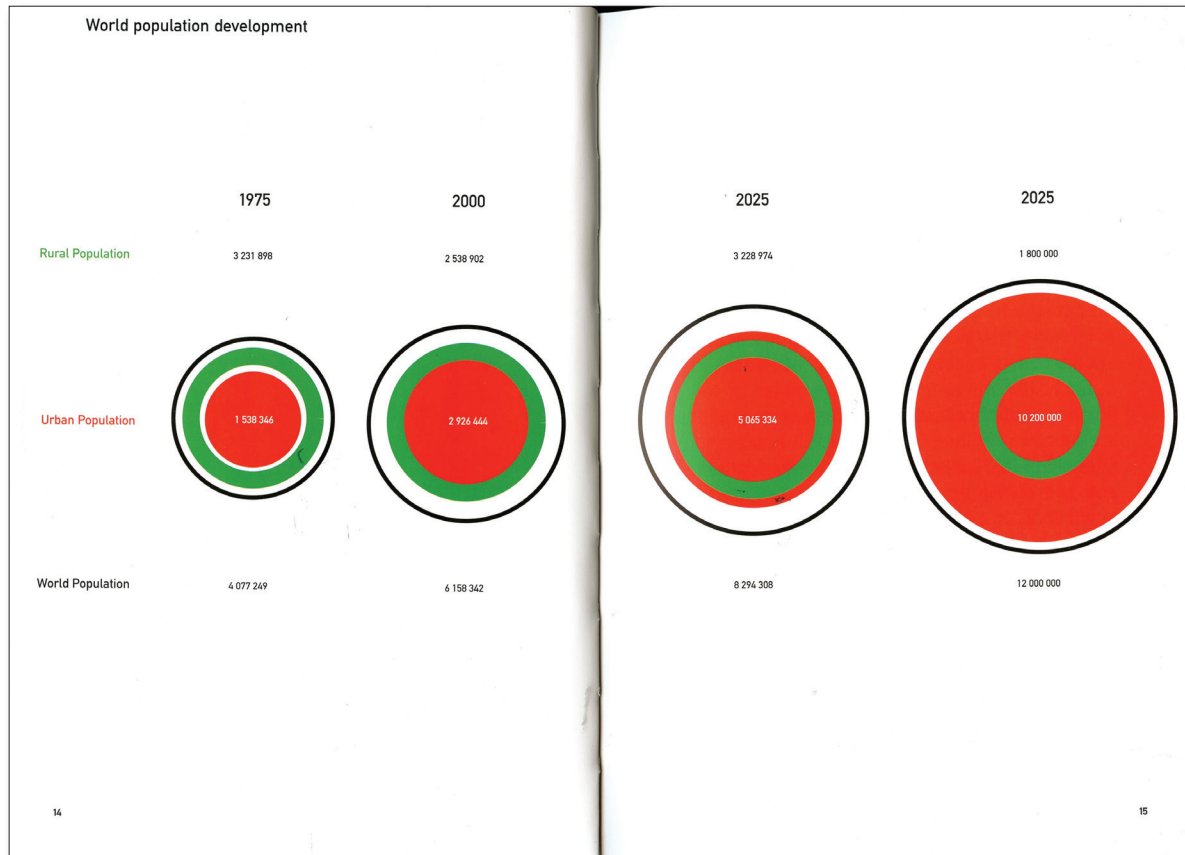 World population development
1975 2000 2025 2025
Rural Population 3 231 898 2 538 902 3 228 974 1 800 000
Urban Population 1 538 346 2 926 444 5 065 334 10 200 000
World Population 4 077 249 6 158 342 8 294 308 12 000 000
14 15